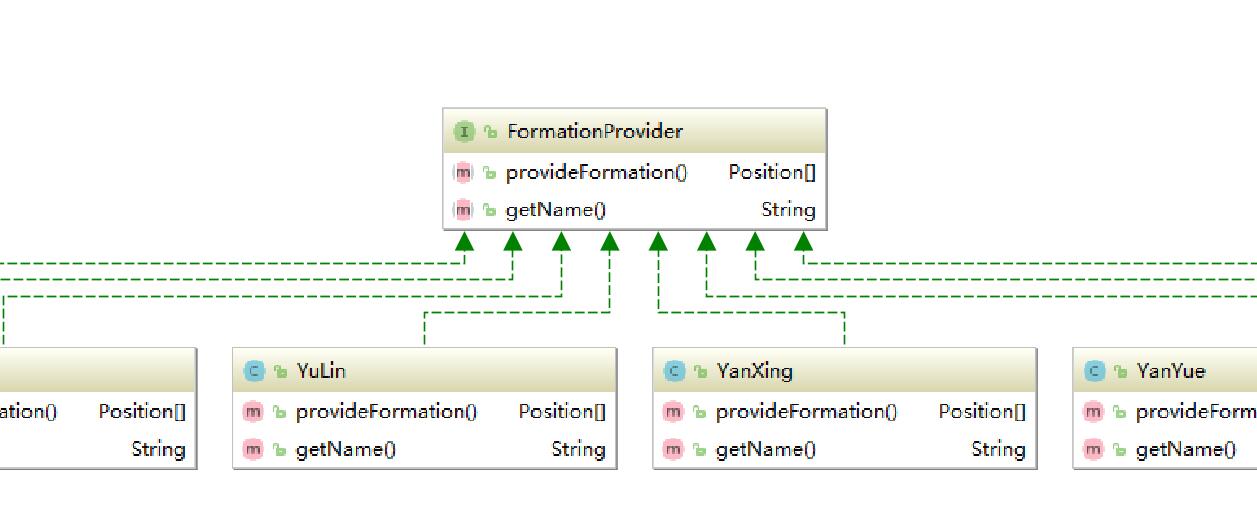 I FormationProvider
m provideFormation() Position[]
m getName() String
C YuLin
m provideFormation() Position[]
m getName() String
C YanXing
m provideFormation() Position[]
m getName() String
C YanYue
m provideForm
m getName()
ation() Position[]
String